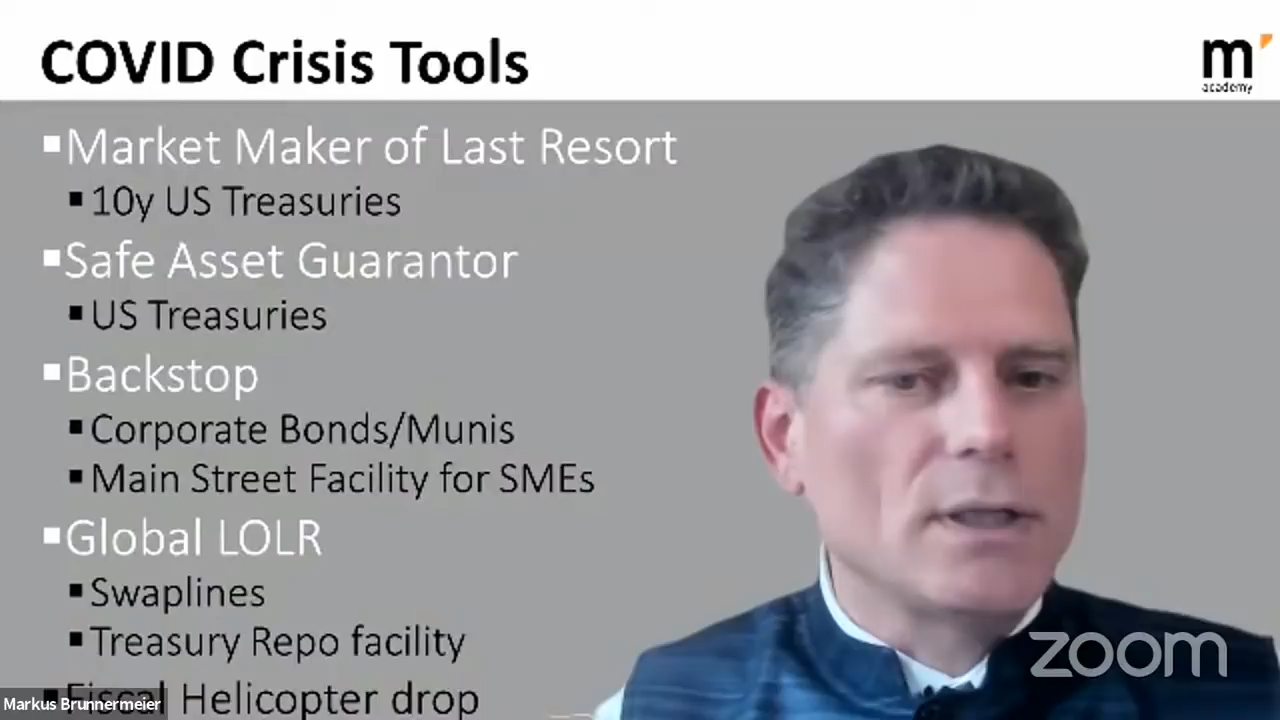 COVID Crisis Tools
m
academy
▪Market Maker of Last Resort
▪10y US Treasuries
▪Safe Asset Guarantor
▪US Treasuries
▪Backstop
▪Corporate Bonds/Munis
▪Main Street Facility for SMEs
▪Global LOLR
▪Swaplines
▪Treasury Repo facility
▪Fiscal Helicopter drop
Markus Brunnermeier
zoom